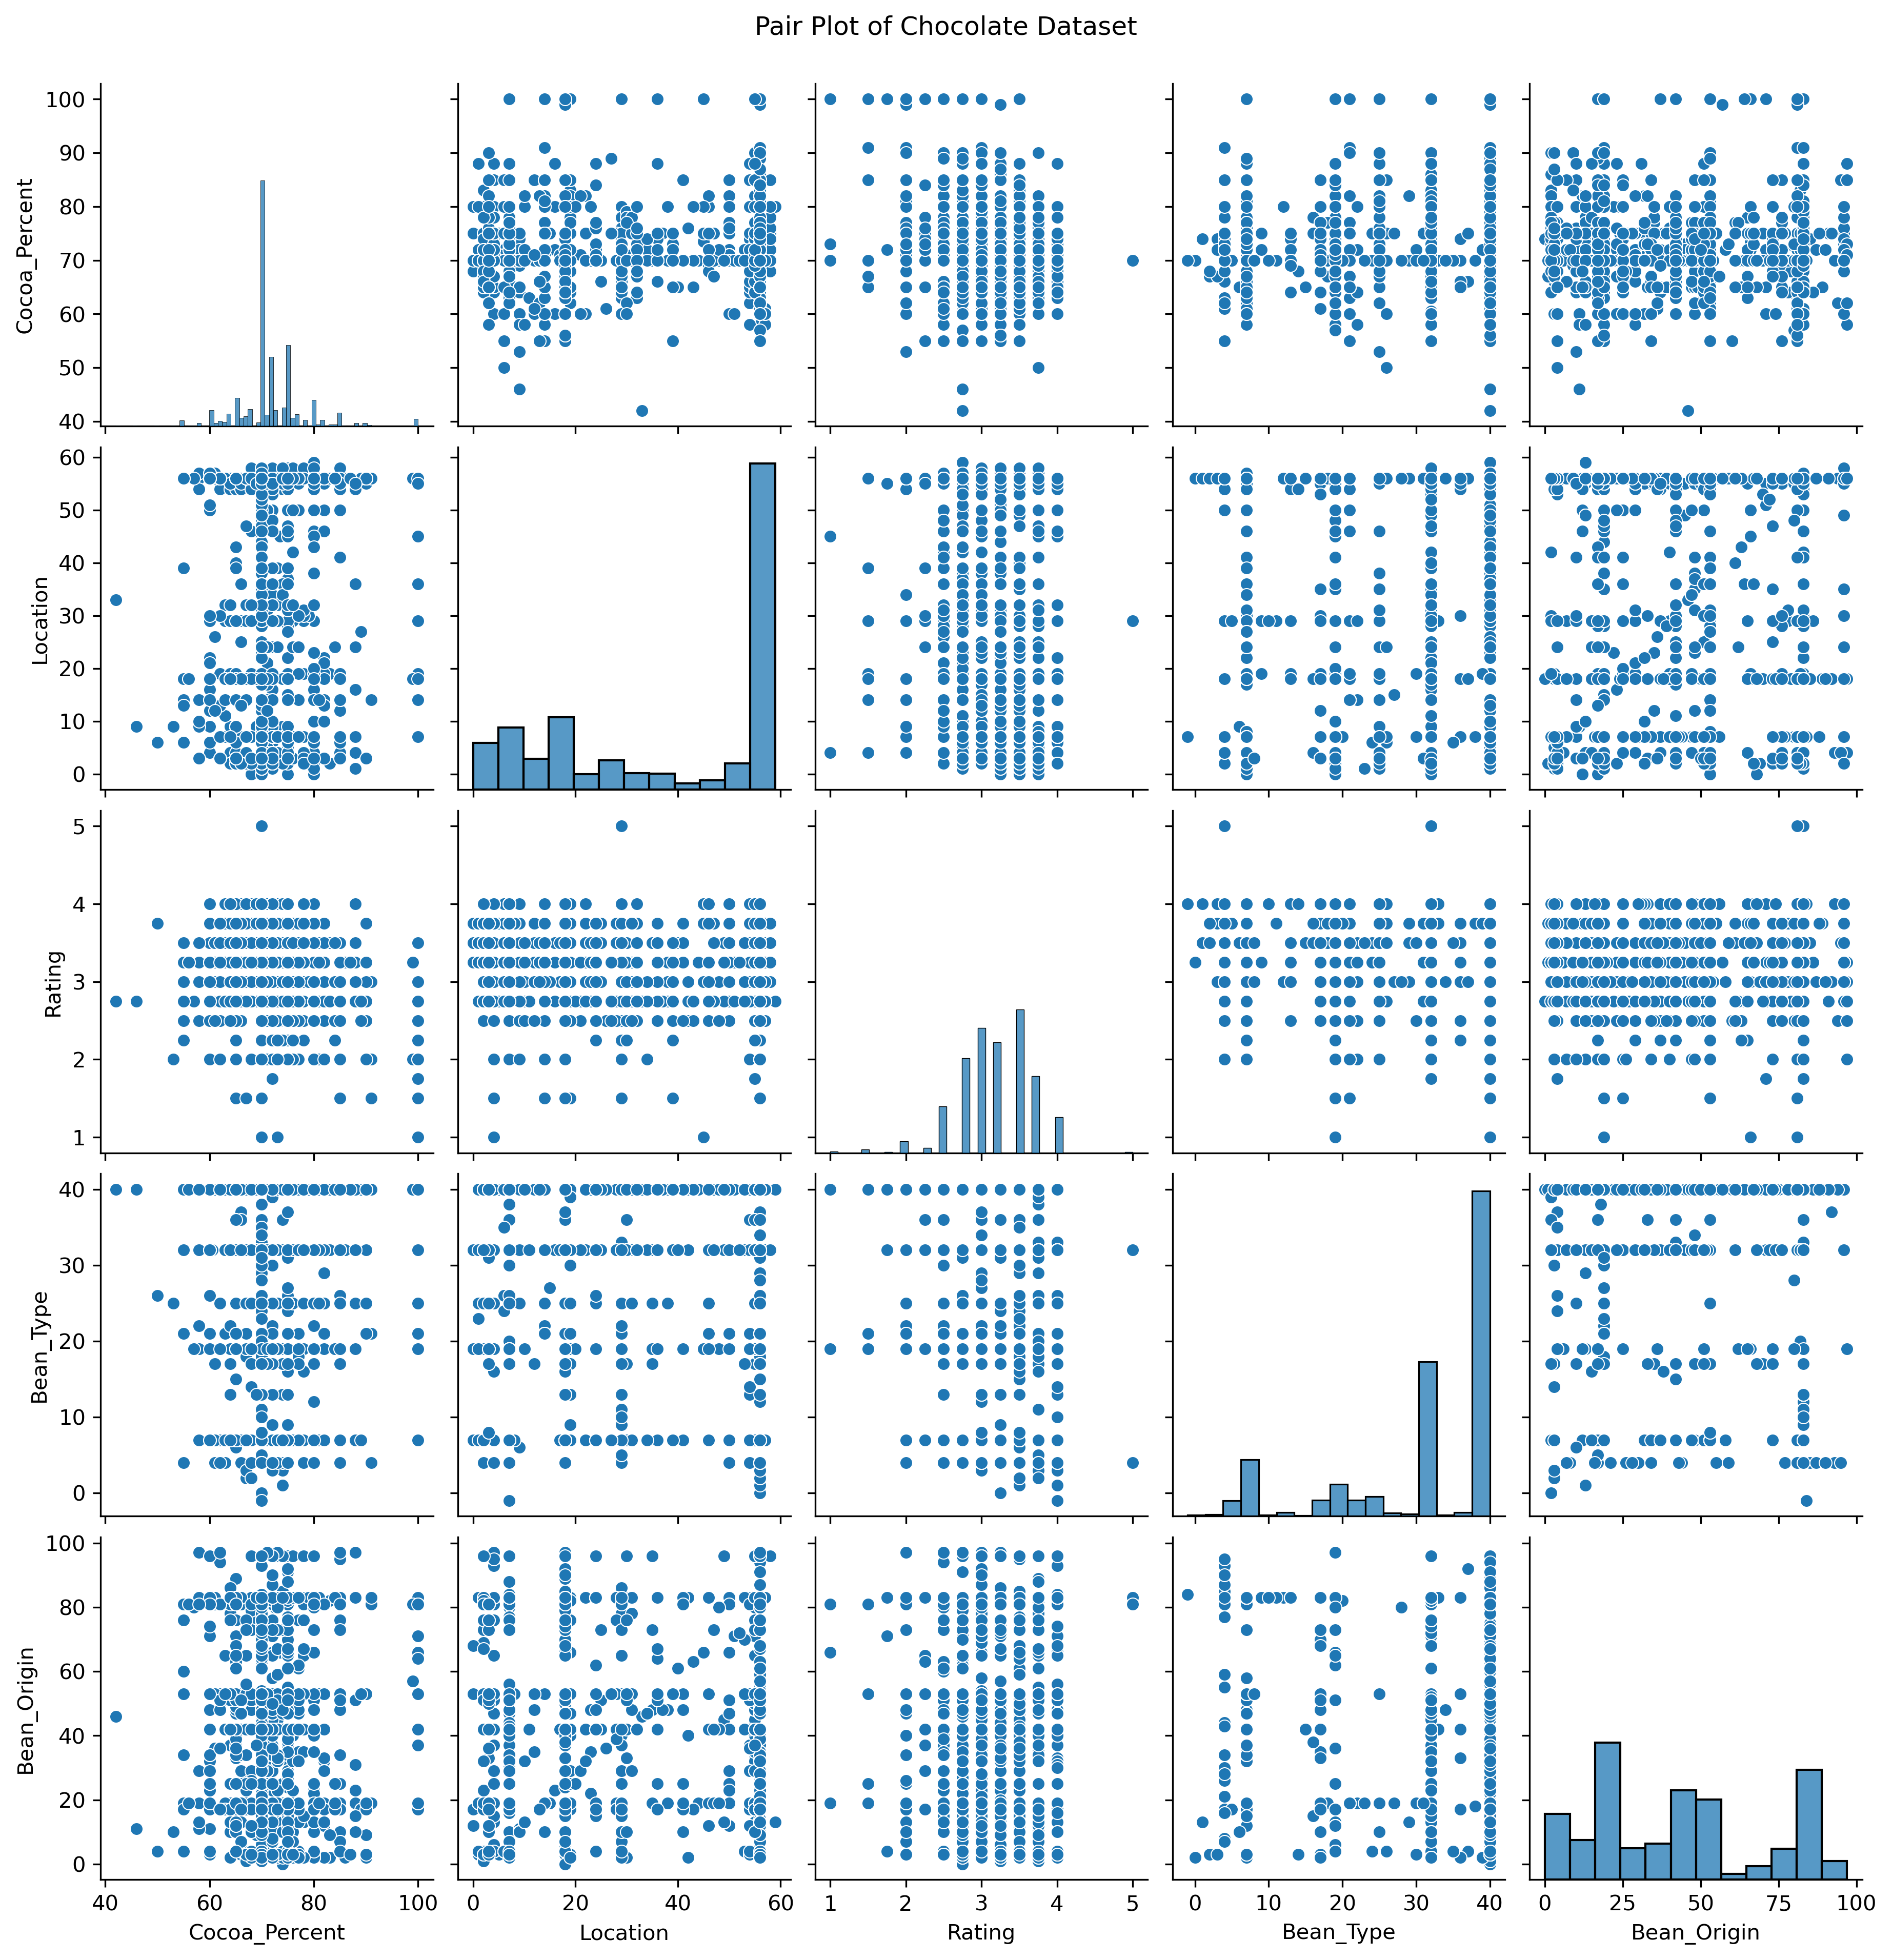 Pair Plot of Chocolate Dataset
100
90
80
70
60
50
40
Cocoa_Percent
60
50
40
30
20
10
0
Location
5
4
3
2
1
Rating
40
30
20
10
0
Bean_Type
100
80
60
40
20
0
Bean_Origin
40 60 80 100
0 20 40 60
1 2 3 4 5
0 10 20 30 40
0 25 50 75 100
Cocoa_Percent
Location
Rating
Bean_Type
Bean_Origin